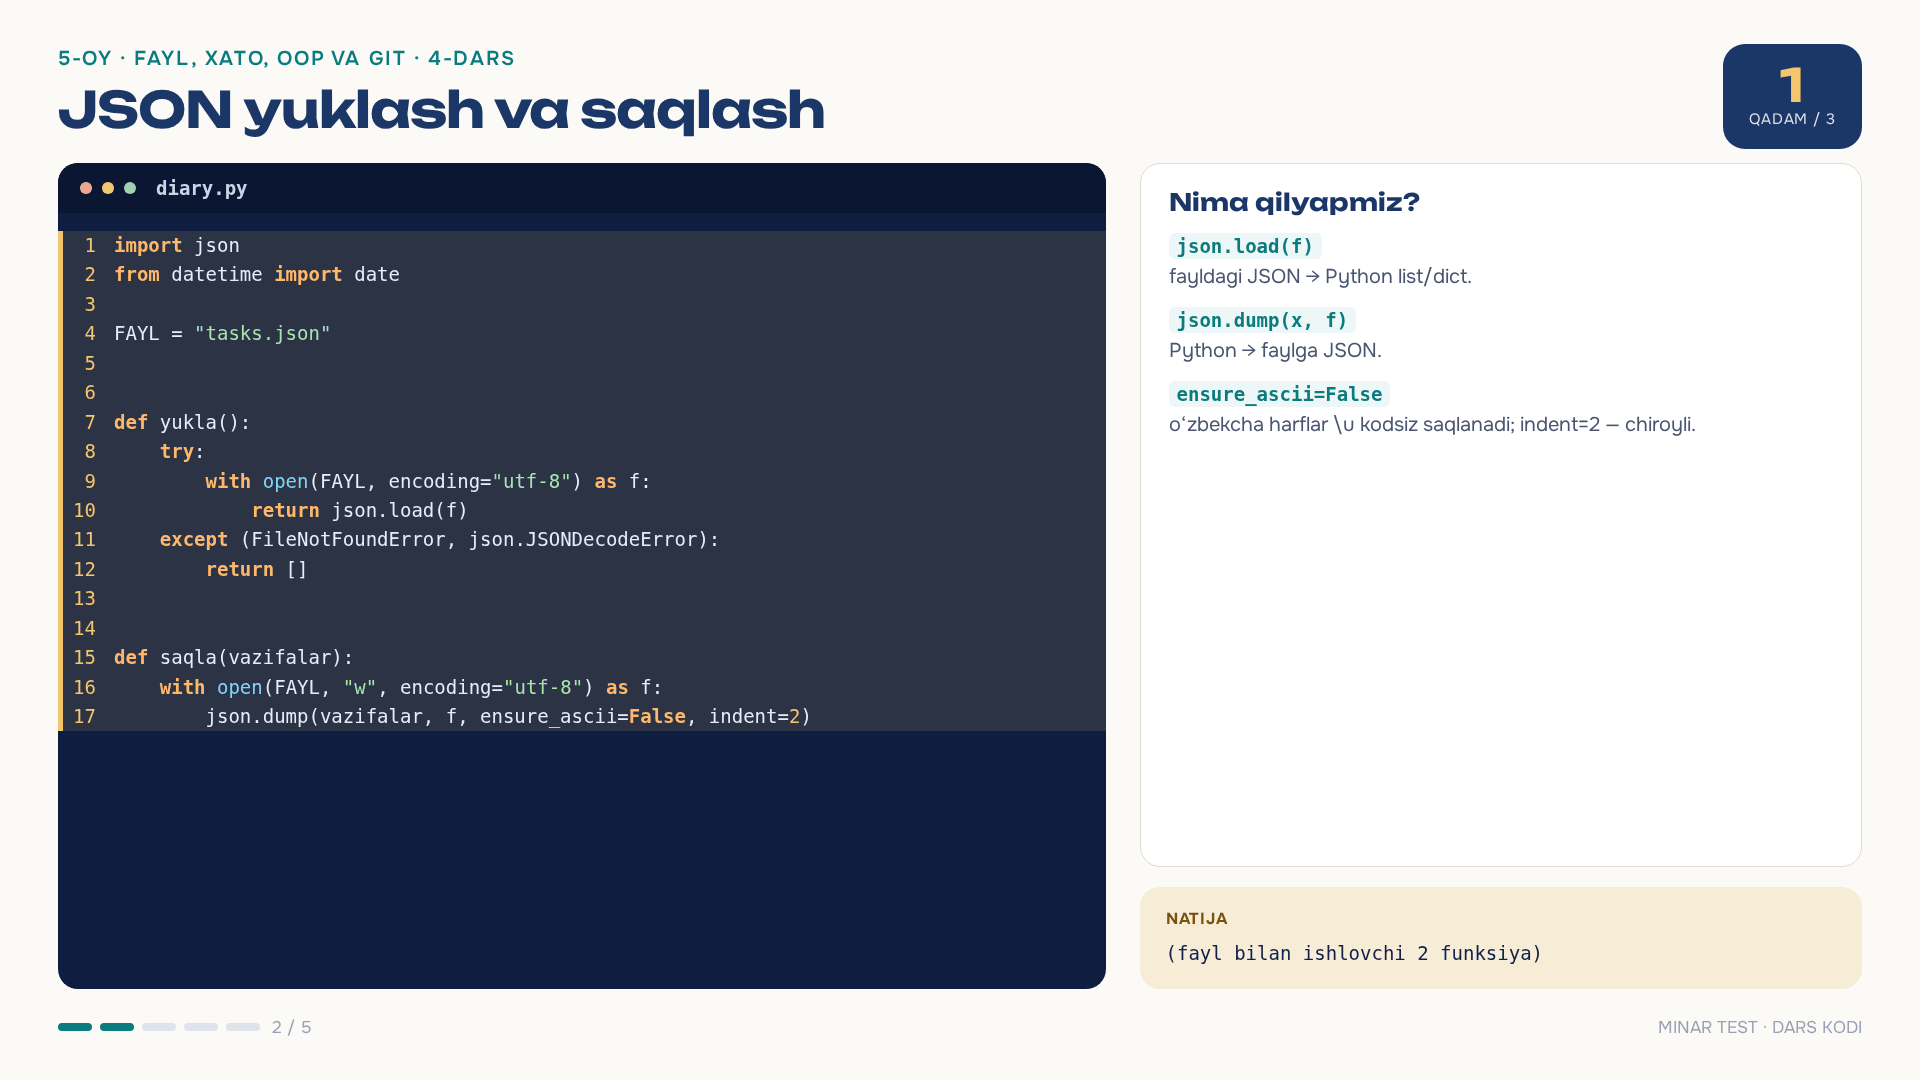 5-OY · FAYL, XATO, OOP VA GIT · 4-DARS
JSON yuklash va saqlash
1
QADAM / 3
diary.py
1 import json
2 from datetime import date
3
4 FAYL = "tasks.json"
5
6
7 def yukla():
8     try:
9         with open(FAYL, encoding="utf-8") as f:
10             return json.load(f)
11     except (FileNotFoundError, json.JSONDecodeError):
12         return []
13
14
15 def saqla(vazifalar):
16     with open(FAYL, "w", encoding="utf-8") as f:
17         json.dump(vazifalar, f, ensure_ascii=False, indent=2)
Nima qilyapmiz?
json.load(f)
fayldagi JSON → Python list/dict.
json.dump(x, f)
Python → faylga JSON.
ensure_ascii=False
oʻzbekcha harflar \u kodsiz saqlanadi; indent=2 — chiroyli.
NATIJA
(fayl bilan ishlovchi 2 funksiya)
2 / 5
MINAR TEST · DARS KODI